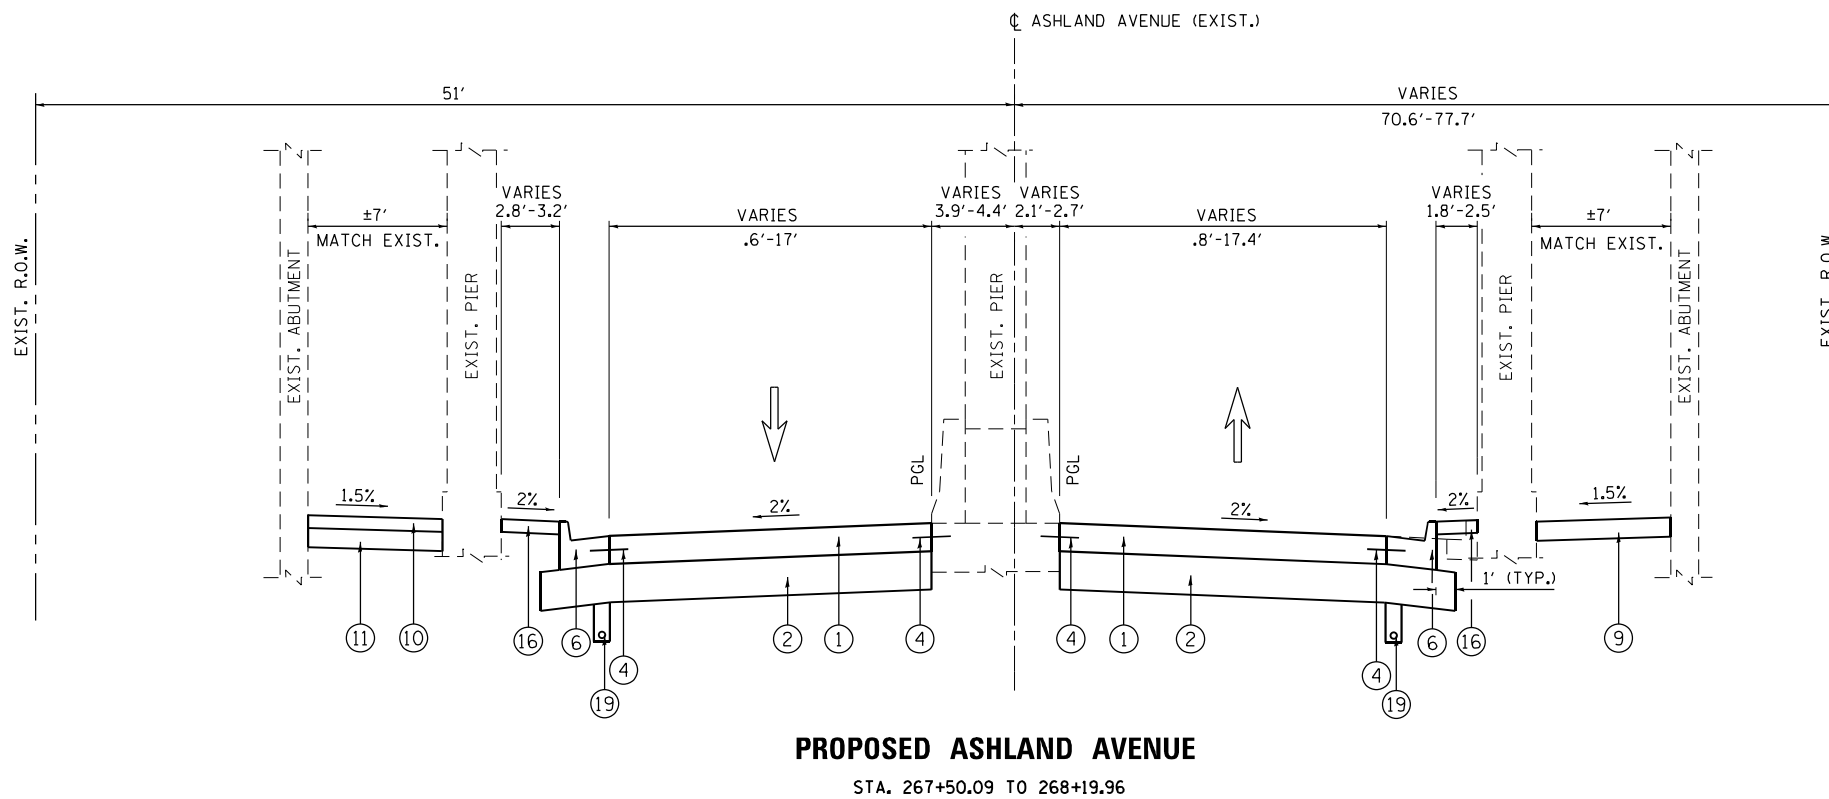 ℄ ASHLAND AVENUE (EXIST.)
51'
VARIES
70.6'-77.7'
VARIES
2.8'-3.2'
VARIES
3.9'-4.4'
VARIES
2.1'-2.7'
VARIES
1.8'-2.5'
±7'
MATCH EXIST.
VARIES
.6'-17'
VARIES
.8'-17.4'
±7'
MATCH EXIST.
EXIST. R.O.W.
EXIST. ABUTMENT
EXIST. PIER
EXIST. PIER
EXIST. PIER
EXIST. ABUTMENT
EXIST. R.O.W.
PGL
PGL
1.5%
2%
2%
2%
2%
1.5%
1' (TYP.)
11
10
16
6
4
19
2
1
4
4
1
2
4
19
6
16
9
PROPOSED ASHLAND AVENUE
STA. 267+50.09 TO 268+19.96